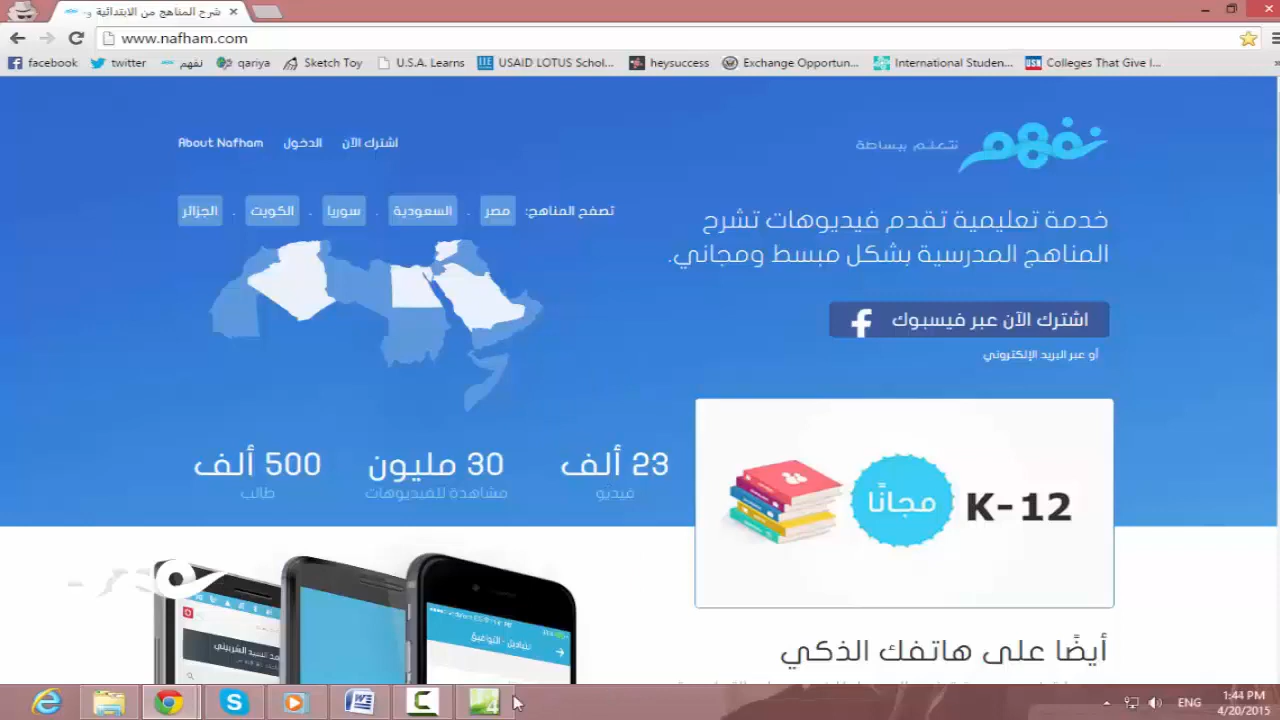 شرح المناهج من الابتدائية و-
www.nafham.com
facebook
twitter
نفهم
qariya
Sketch Toy
U.S.A. Learns
USAID LOTUS Schol...
heysuccess
Exchange Opportun...
International Studen...
Colleges That Give I...
About Nafham
الدخول
اشترك الآن
نفهم
نتعلم ببساطة
تصفح المناهج: مصر . السعودية . سوريا . الكويت . الجزائر
خدمة تعليمية تقدم فيديوهات تشرح
المناهج المدرسية بشكل مبسط ومجاني.
اشترك الآن عبر فيسبوك
أو عبر البريد الإلكتروني
23 ألف
فيديو
30 مليون
مشاهدة للفيديوهات
500 ألف
طالب
K-12
مجانًا
أيضًا على هاتفك الذكي
ENG
1:44 PM
4/20/2015